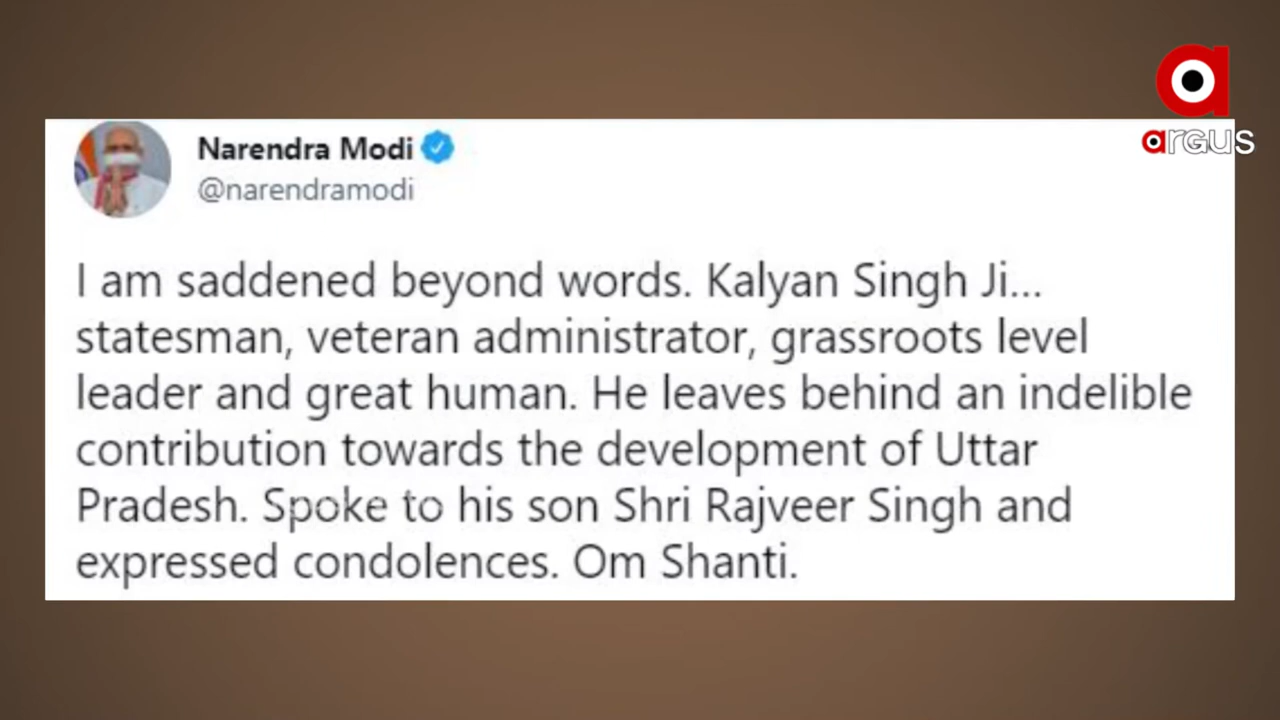 argus
Narendra Modi
@narendramodi
I am saddened beyond words. Kalyan Singh Ji...
statesman, veteran administrator, grassroots level
leader and great human. He leaves behind an indelible
contribution towards the development of Uttar
Pradesh. Spoke to his son Shri Rajveer Singh and
expressed condolences. Om Shanti.